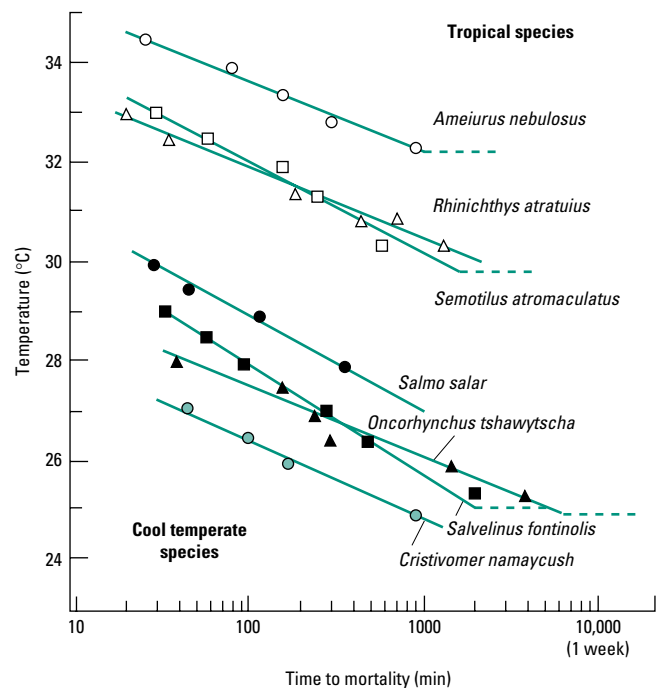 Tropical species
34
Ameiurus nebulosus
32
Rhinichthys atratuius
30
Semotilus atromaculatus
Temperature (°C)
28
Salmo salar
Oncorhynchus tshawytscha
26
Salvelinus fontinolis
Cool temperate
species
Cristivomer namaycush
24
10
100
1000
10,000
(1 week)
Time to mortality (min)